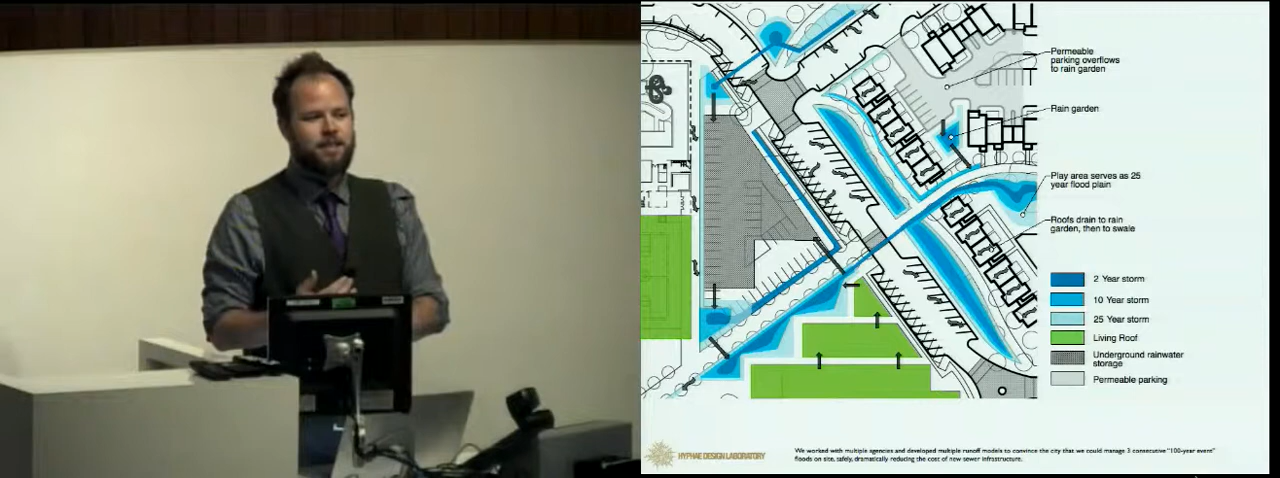 Permeable
parking overflows
to rain garden
Rain garden
Play area serves as 25
year flood plain
Roofs drain to rain
garden, then to swale
2 Year storm
10 Year storm
25 Year storm
Living Roof
Underground rainwater
storage
Permeable parking
HYPHAE DESIGN LABORATORY
We worked with multiple agencies and developed multiple runoff models to convince the city that we could manage 3 consecutive "100-year event"
floods on site, safely, dramatically reducing the cost of new sewer infrastructure.